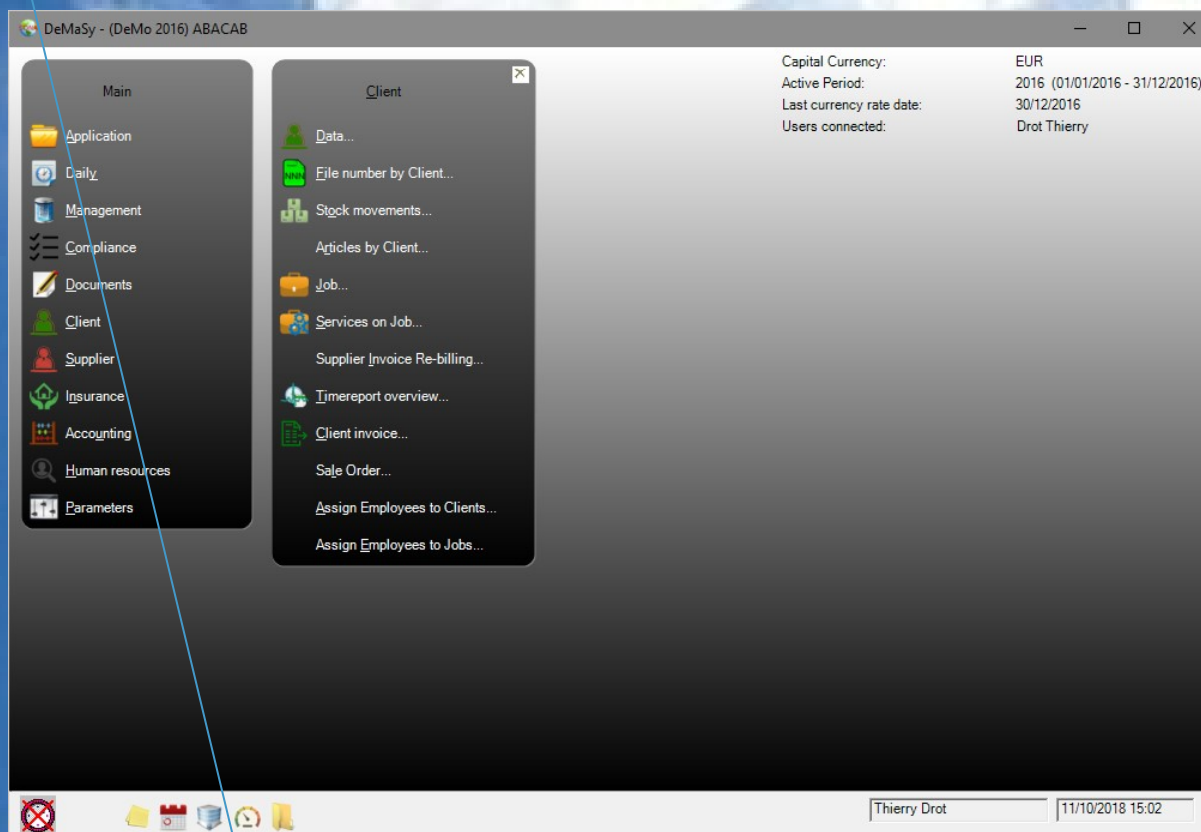 DeMaSy - (DeMo 2016) ABACAB
Capital Currency: EUR
Active Period: 2016 (01/01/2016 - 31/12/2016)
Last currency rate date: 30/12/2016
Users connected: Drot Thierry
Main
Application
Daily
Management
Compliance
Documents
Client
Supplier
Insurance
Accounting
Human resources
Parameters
Client
Data...
File number by Client...
NNN
Stock movements...
Articles by Client...
Job...
Services on Job...
Supplier Invoice Re-billing...
Timereport overview...
Client invoice...
Sale Order...
Assign Employees to Clients...
Assign Employees to Jobs...
Thierry Drot
11/10/2018 15:02